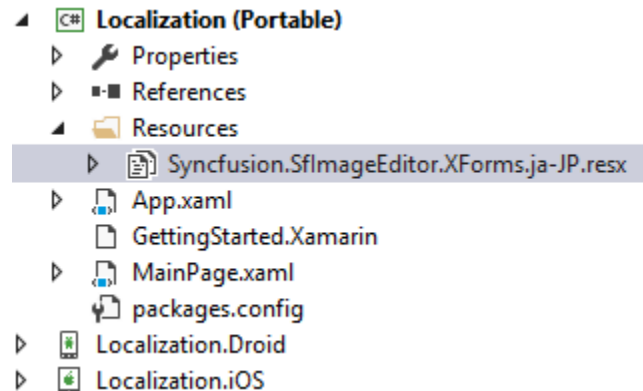 C# Localization (Portable)
Properties
References
Resources
Syncfusion.SfImageEditor.XForms.ja-JP.resx
App.xaml
GettingStarted.Xamarin
MainPage.xaml
packages.config
Localization.Droid
Localization.iOS